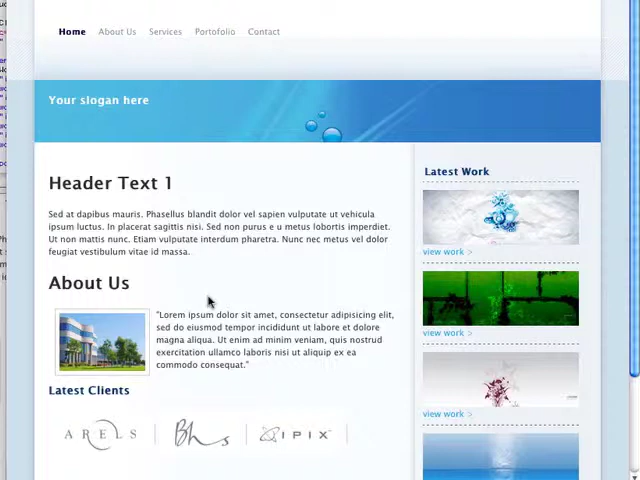 Home About Us Services Portofolio Contact
Your slogan here
Header Text 1
Sed at dapibus mauris. Phasellus blandit dolor vel sapien vulputate ut vehicula
ipsum luctus. In placerat sagittis nisi. Sed non purus e u metus lobortis imperdiet.
Ut non mattis nunc. Etiam vulputate interdum pharetra. Nunc nec metus vel dolor
feugiat vestibulum vitae id massa.
About Us
"Lorem ipsum dolor sit amet, consectetur adipisicing elit,
sed do eiusmod tempor incididunt ut labore et dolore
magna aliqua. Ut enim ad minim veniam, quis nostrud
exercitation ullamco laboris nisi ut aliquip ex ea
commodo consequat."
Latest Clients
ARELS
IPIX
Latest Work
view work >
view work >
view work >